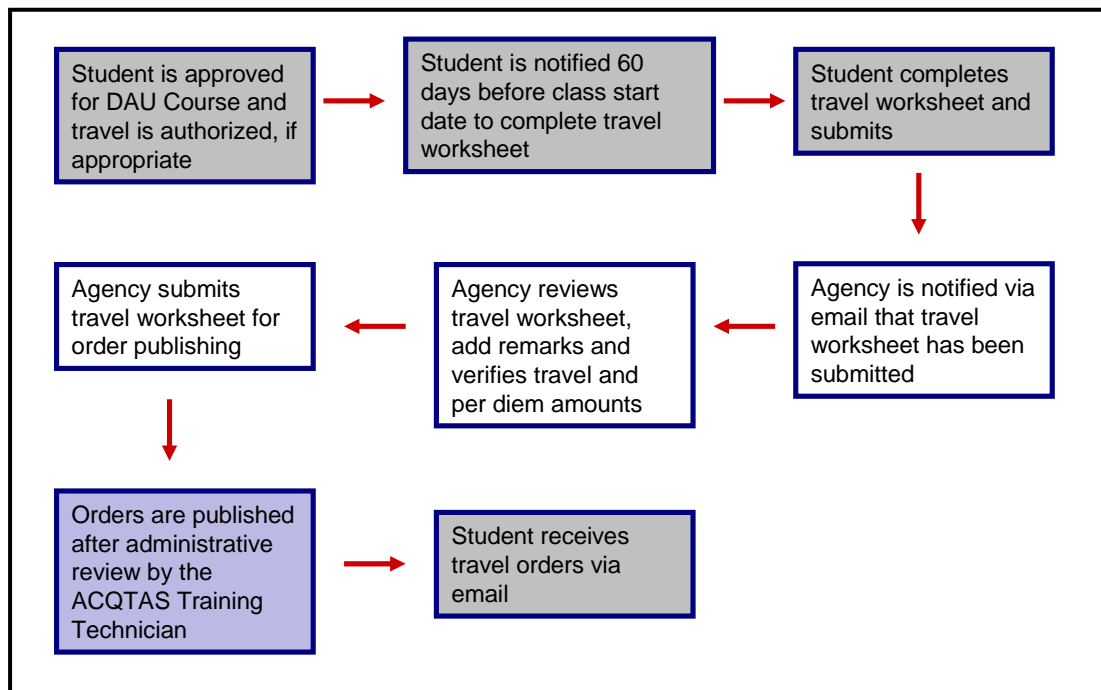 Student is approved
for DAU Course and
travel is authorized, if
appropriate
Student is notified 60
days before class start
date to complete travel
worksheet
Student completes
travel worksheet and
submits
Agency is notified via
email that travel
worksheet has been
submitted
Agency reviews
travel worksheet,
add remarks and
verifies travel and
per diem amounts
Agency submits
travel worksheet for
order publishing
Orders are published
after administrative
review by the
ACQTAS Training
Technician
Student receives
travel orders via
email